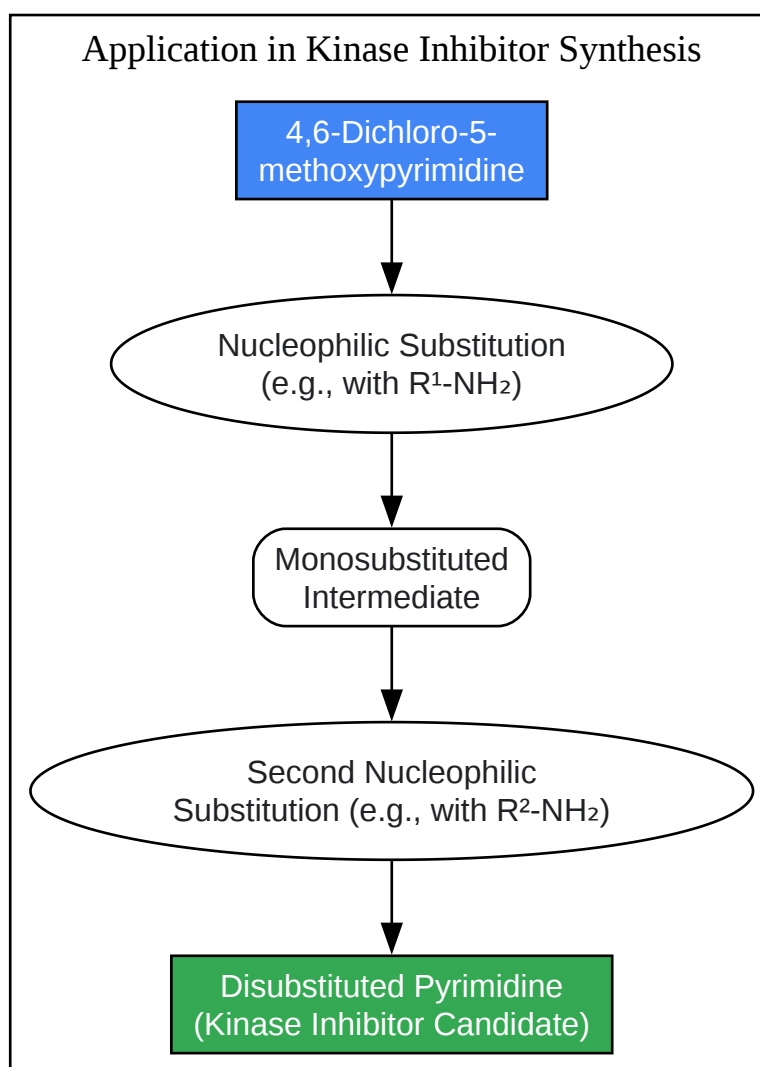 Application in Kinase Inhibitor Synthesis
4,6-Dichloro-5-
methoxypyrimidine
Nucleophilic Substitution
(e.g., with R¹-NH₂)
Monosubstituted
Intermediate
Second Nucleophilic
Substitution (e.g., with R²-NH₂)
Disubstituted Pyrimidine
(Kinase Inhibitor Candidate)